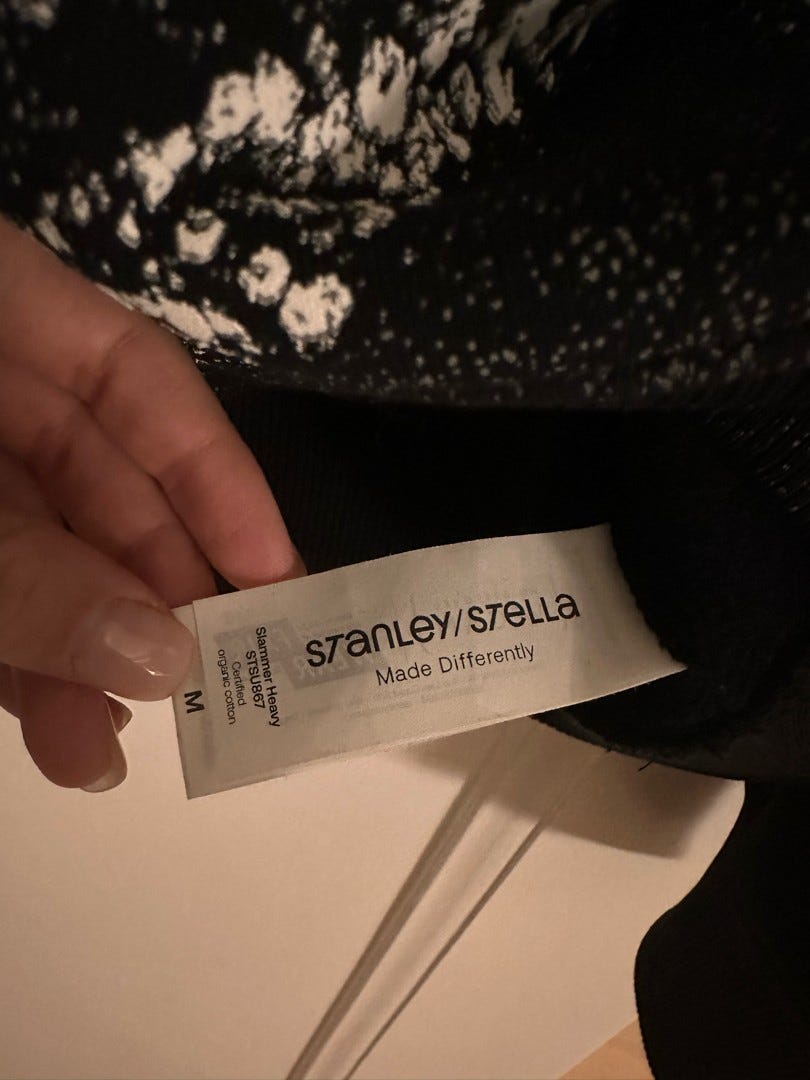 STANLEY/STELLA
Made Differently
Slammer Heavy
STSU867
Certified
organic cotton
M